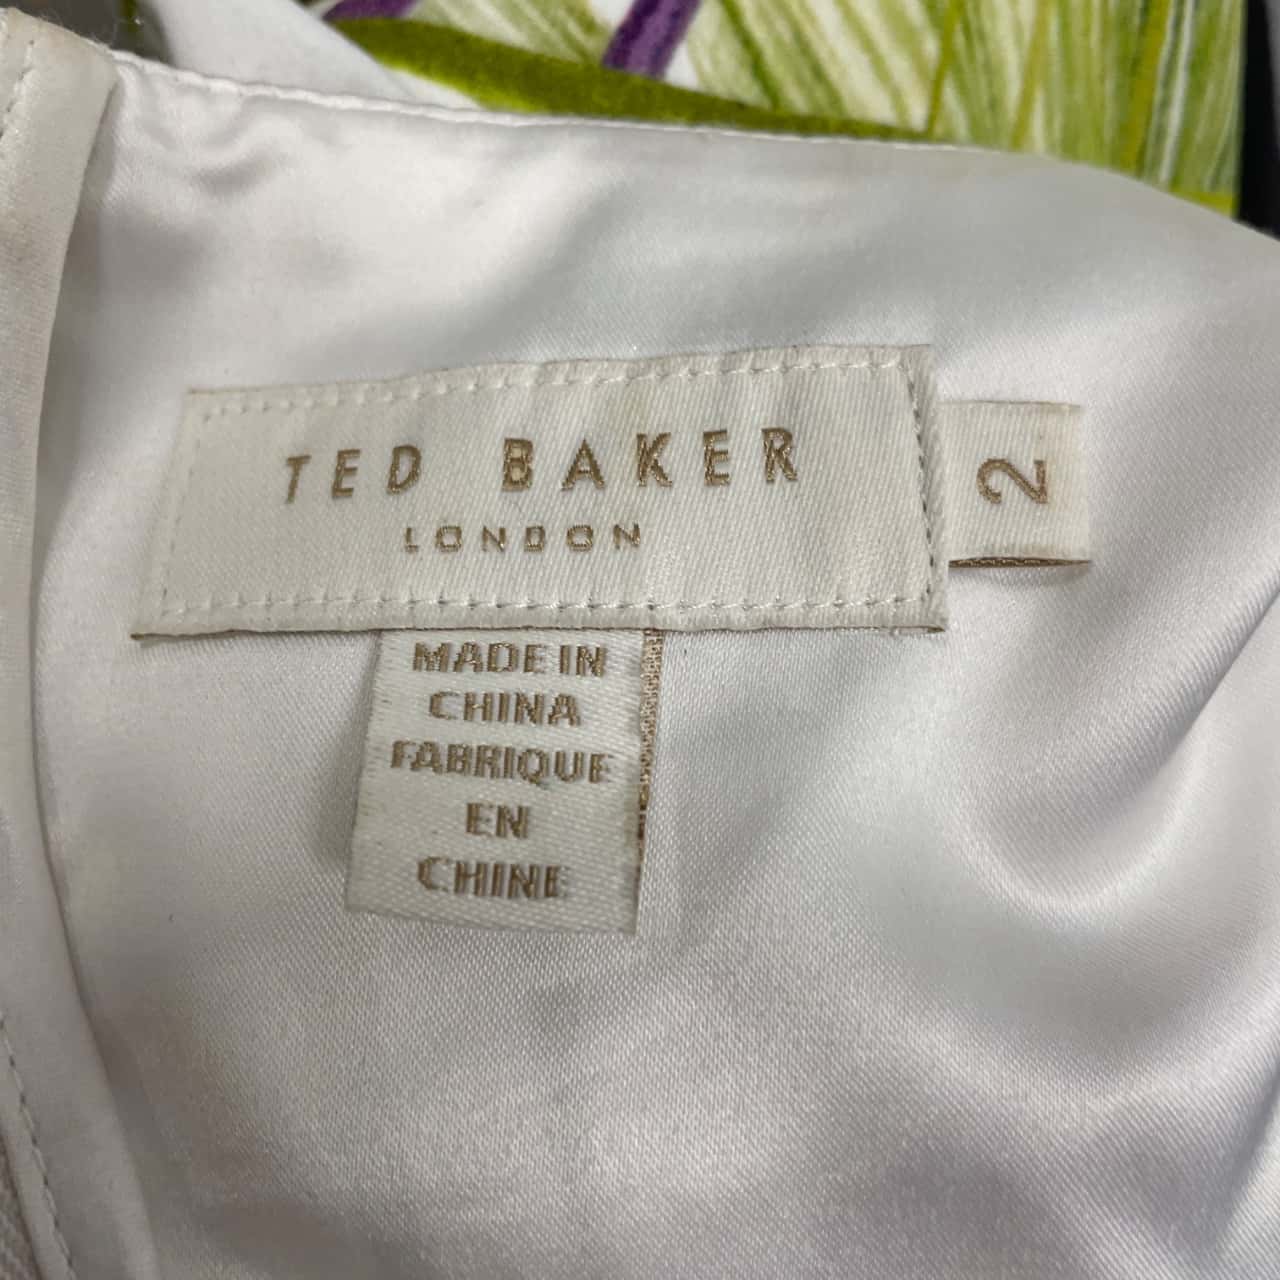 TED BAKER
LONDON
2
MADE IN
CHINA
FABRIQUE
EN
CHINE